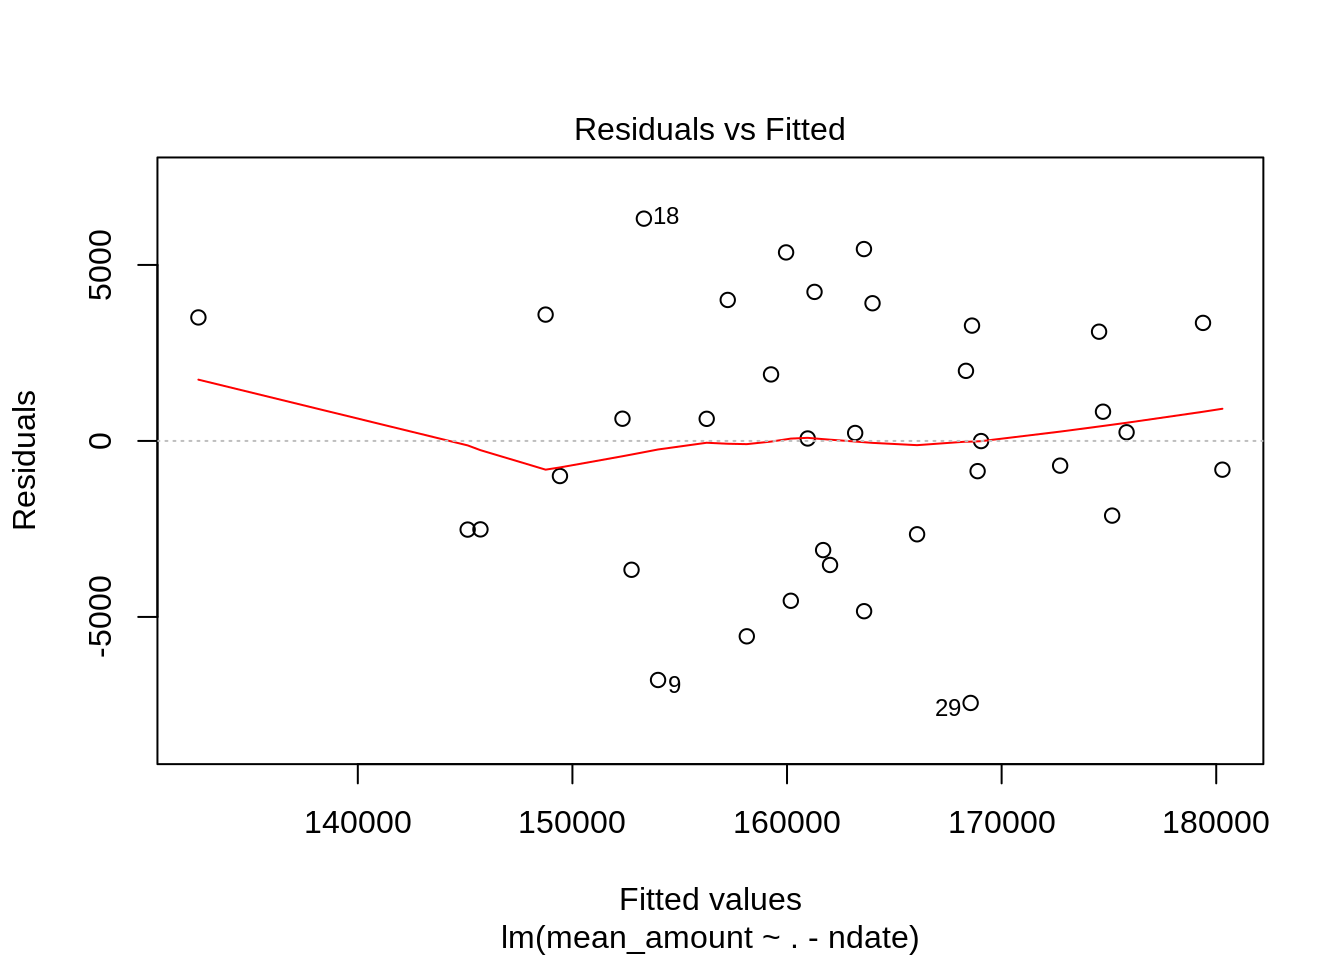 Residuals vs Fitted
Residuals
5000
0
-5000
18
9
29
140000 150000 160000 170000 180000
Fitted values
lm(mean_amount ~ . - ndate)